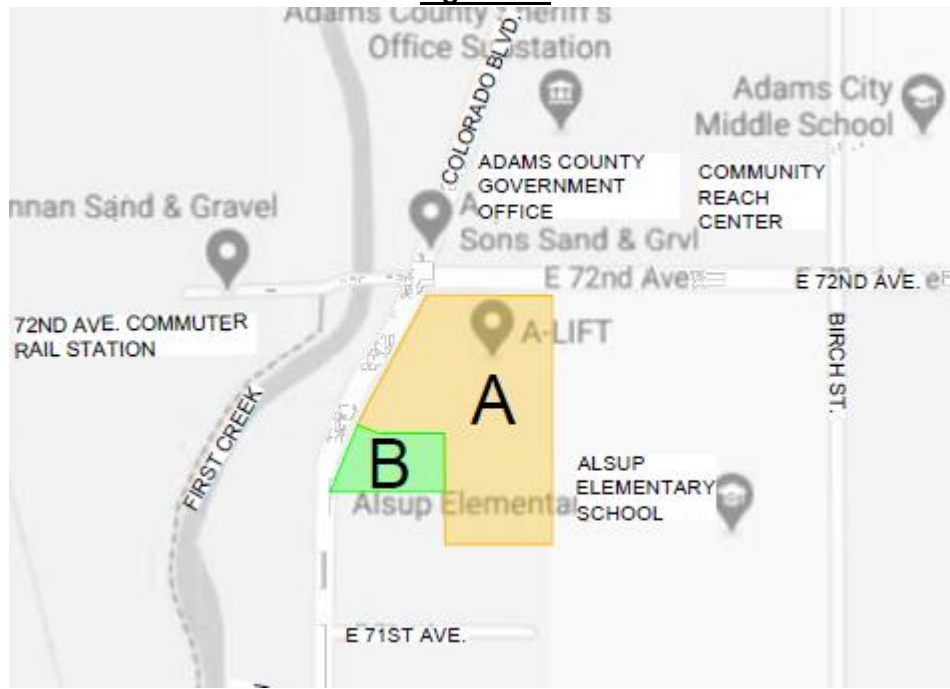 Adams County Sheriff's
Office Substation
COLORADO BLVD.
Adams City
Middle School
ADAMS COUNTY
GOVERNMENT
OFFICE
COMMUNITY
REACH
CENTER
nnan Sand & Gravel
A
Sons Sand & Grvl
E 72nd Ave
E 72ND AVE.
72ND AVE. COMMUTER
RAIL STATION
A-LIFT
BIRCH ST.
A
FIRST CREEK
B
ALSUP
ELEMENTARY
SCHOOL
Alsup Elementa
E 71ST AVE.